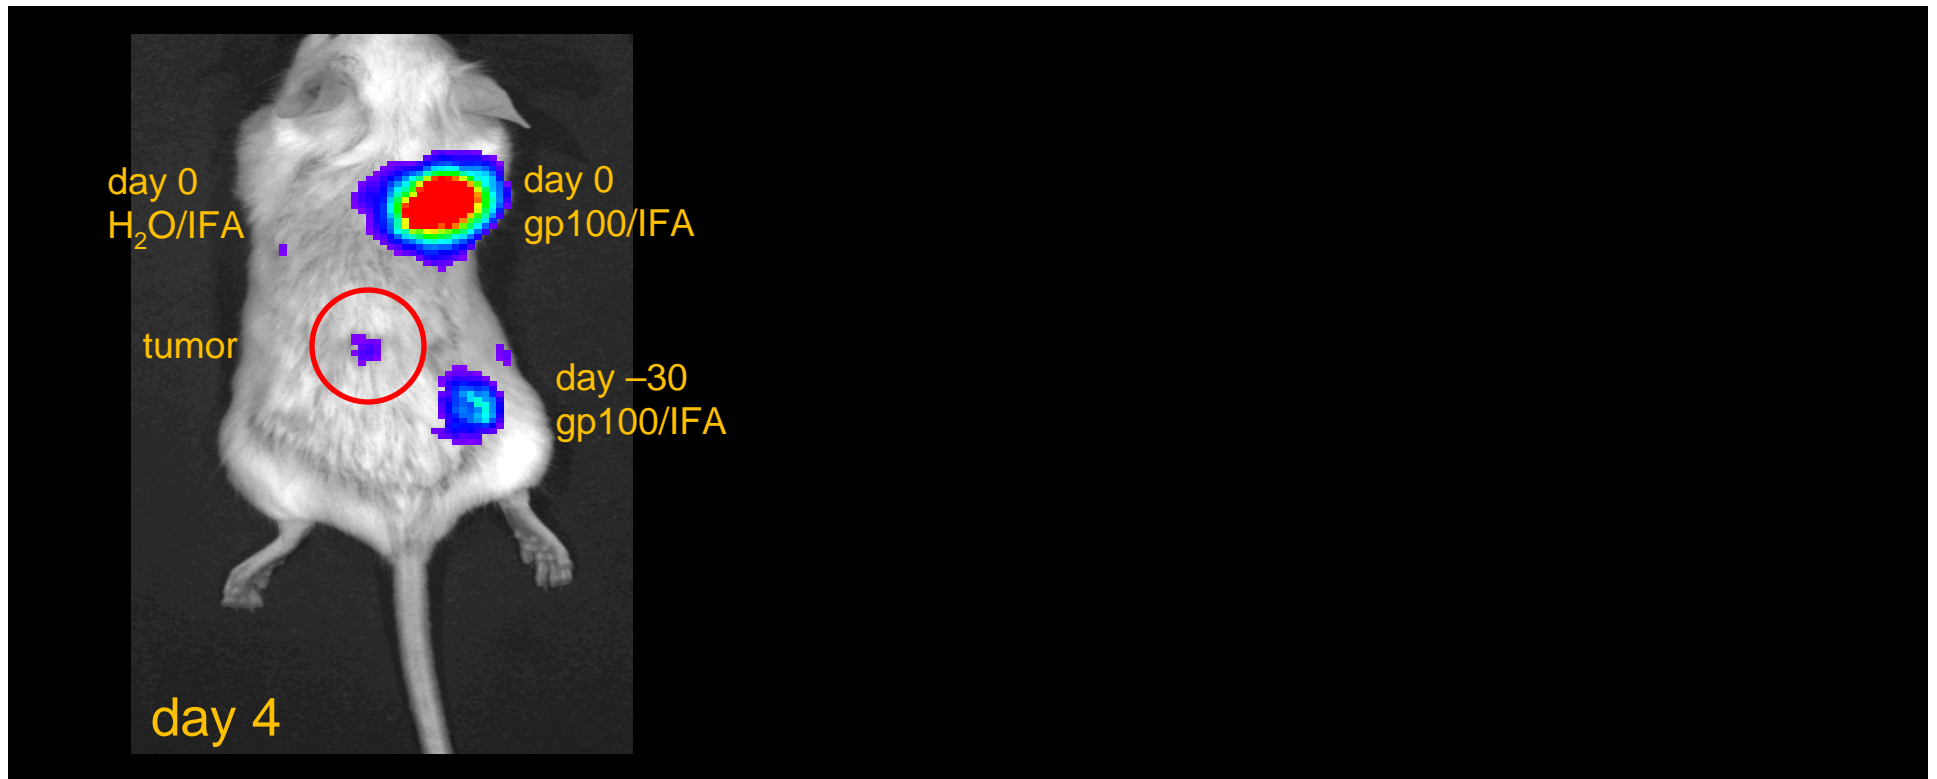 day 0
H₂O/IFA
day 0
gp100/IFA
tumor
day –30
gp100/IFA
day 4